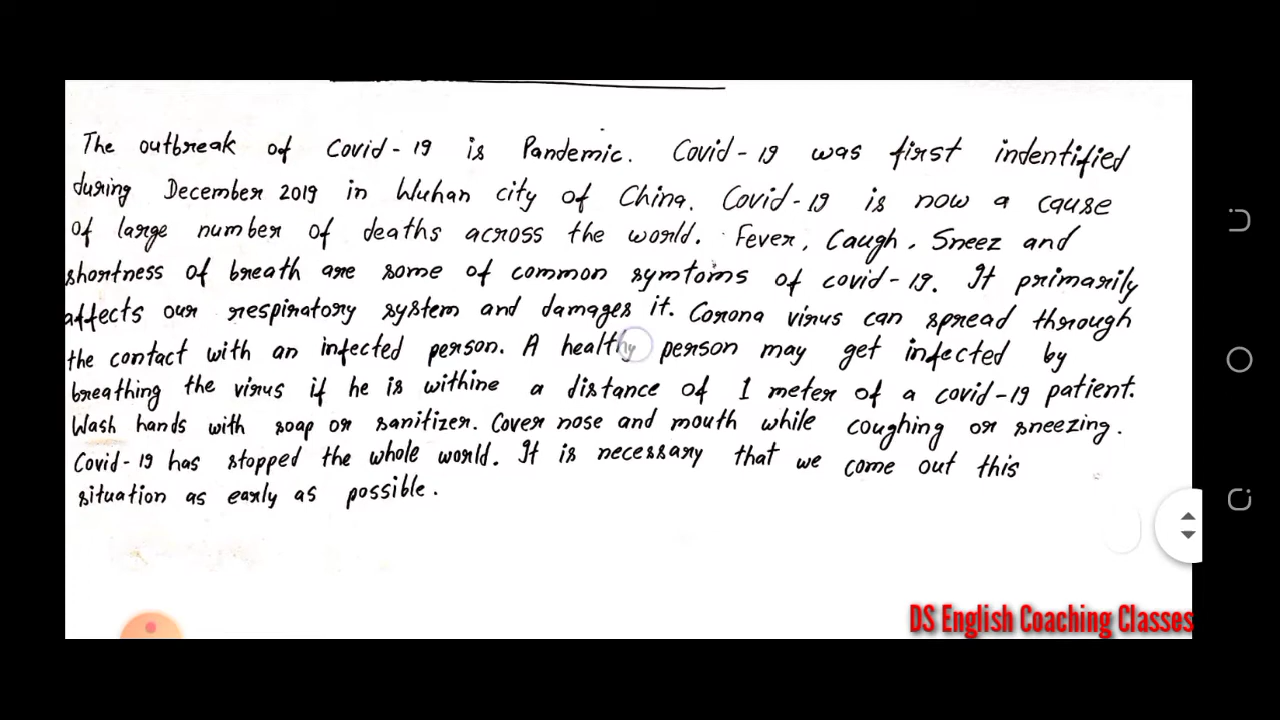 The outbreak of Covid-19 is Pandemic. Covid-19 was first indentified
during December 2019 in Wuhan city of China. Covid-19 is now a cause
of large number of deaths across the world. Fever, Caugh, Sneez and
shortness of breath are some of common symtoms of covid-19. It primarily
affects our respiratory system and damages it. Corona virus can spread through
the contact with an infected person. A healthy person may get infected by
breathing the virus if he is withine a distance of 1 meter of a covid-19 patient.
Wash hands with soap or sanitizer. Cover nose and mouth while coughing or sneezing.
Covid-19 has stopped the whole world. It is necessary that we come out this
situation as early as possible.
DS English Coaching Classes